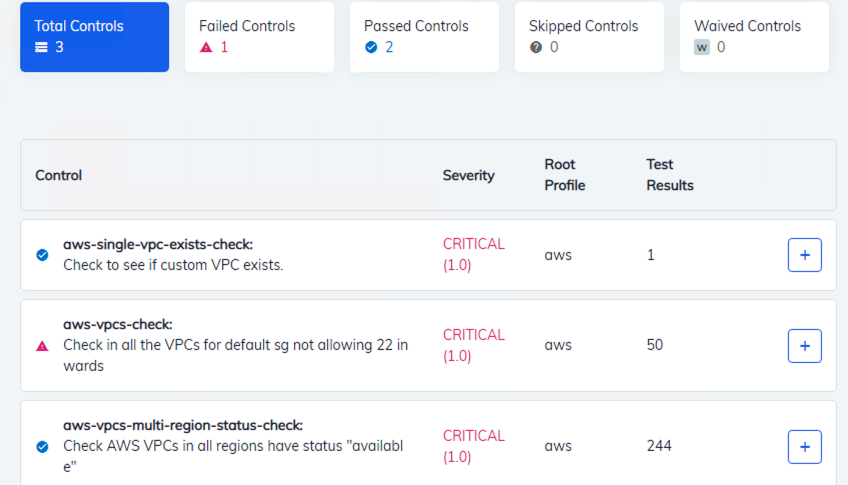 Total Controls
3
Failed Controls
1
Passed Controls
2
Skipped Controls
? 0
Waived Controls
w 0
Control
Severity
Root
Profile
Test
Results
aws-single-vpc-exists-check:
Check to see if custom VPC exists.
CRITICAL
(1.0)
aws
1
+
aws-vpcs-check:
Check in all the VPCs for default sg not allowing 22 in
wards
CRITICAL
(1.0)
aws
50
+
aws-vpcs-multi-region-status-check:
Check AWS VPCs in all regions have status "availabl
e"
CRITICAL
(1.0)
aws
244
+